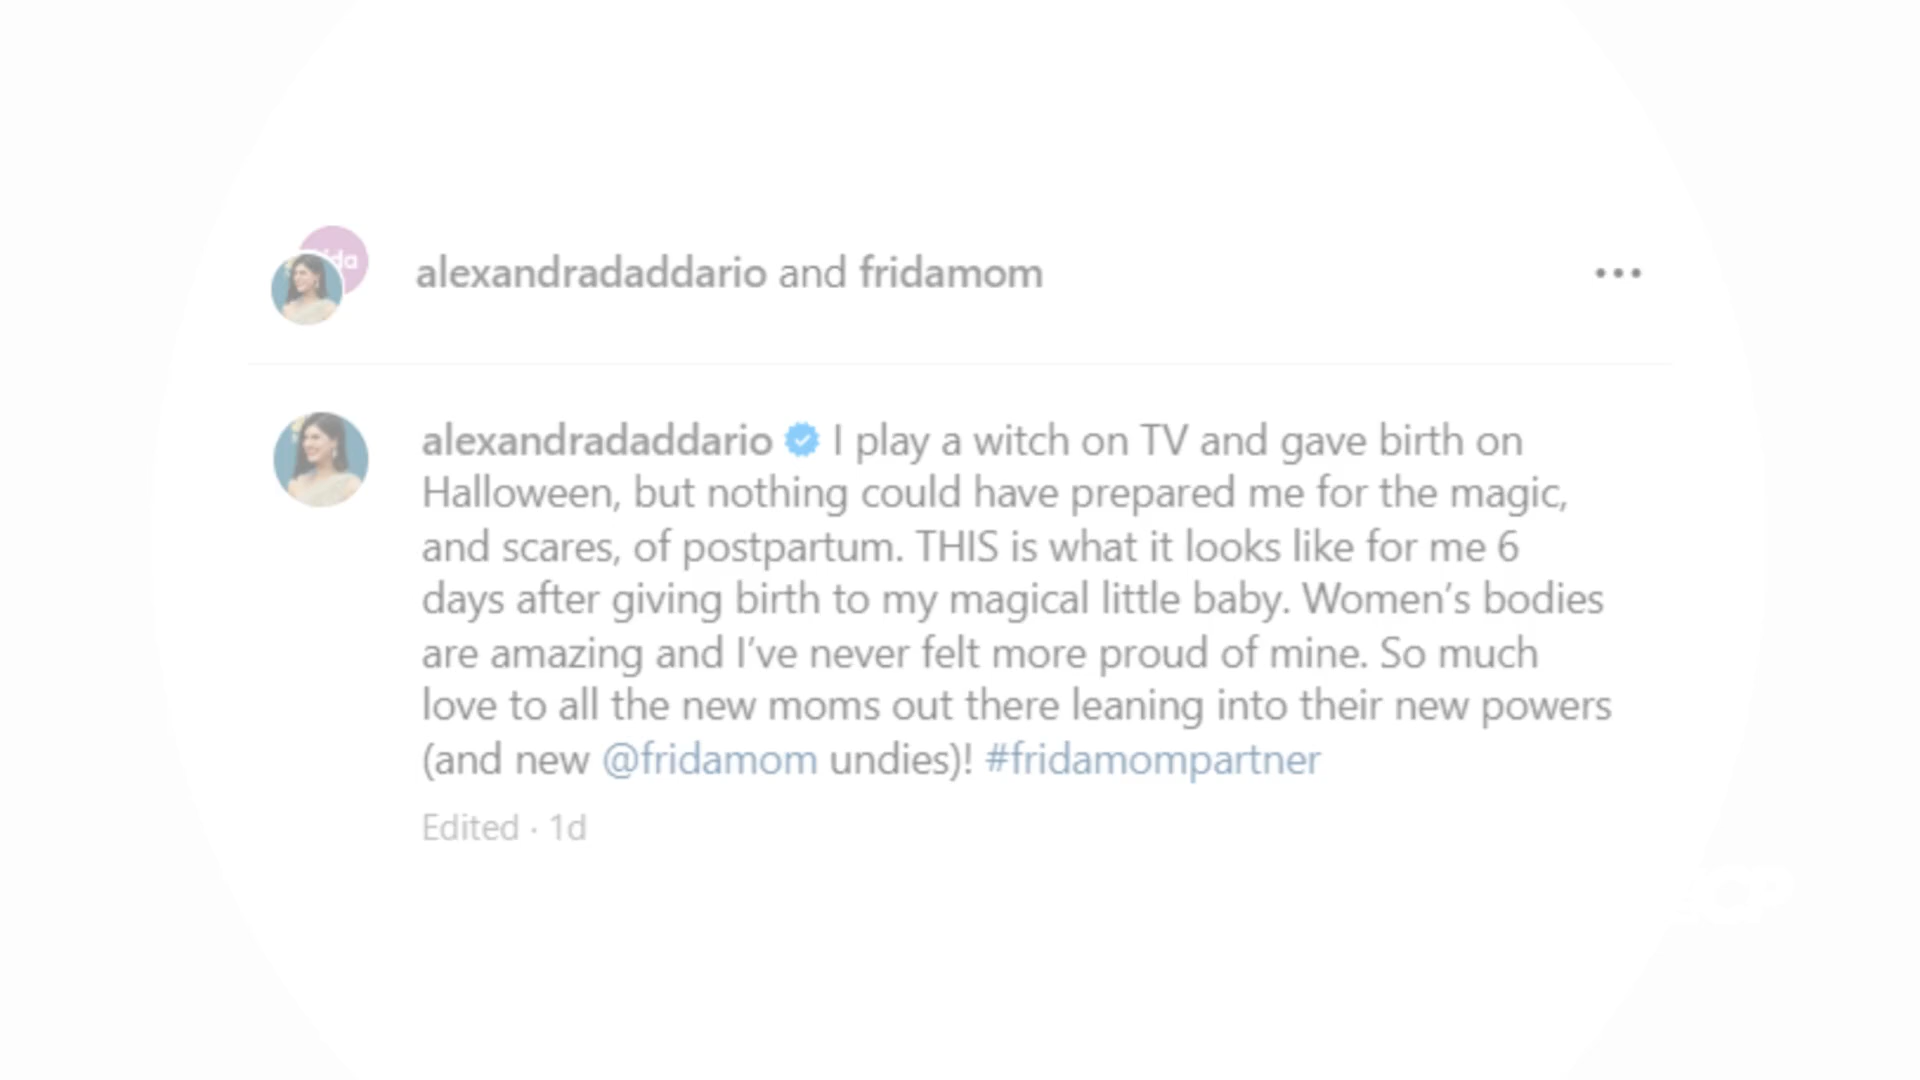 ida
alexandradaddario and fridamom
alexandradaddario I play a witch on TV and gave birth on
Halloween, but nothing could have prepared me for the magic,
and scares, of postpartum. THIS is what it looks like for me 6
days after giving birth to my magical little baby. Women’s bodies
are amazing and I’ve never felt more proud of mine. So much
love to all the new moms out there leaning into their new powers
(and new @fridamom undies)! #fridamompartner
Edited · 1d